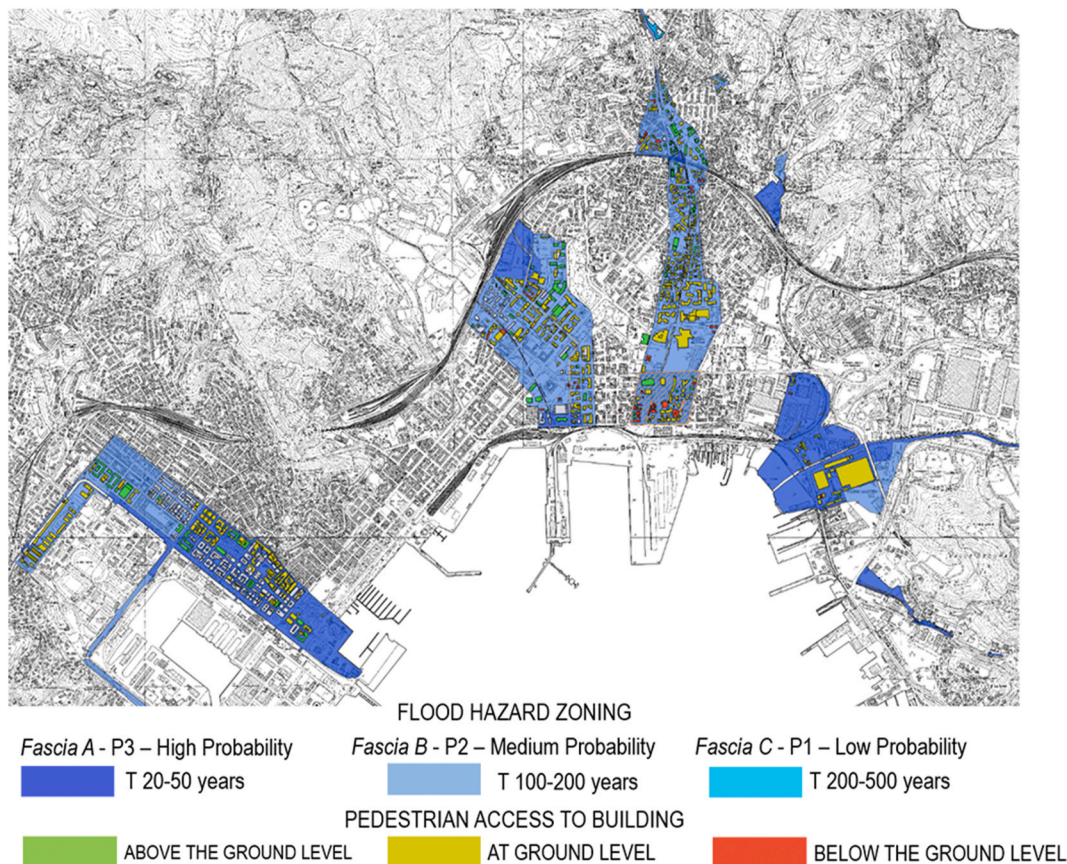 FLOOD HAZARD ZONING
Fascia A - P3 – High Probability
Fascia B - P2 – Medium Probability
Fascia C - P1 – Low Probability
T 20-50 years
T 100-200 years
T 200-500 years
PEDESTRIAN ACCESS TO BUILDING
ABOVE THE GROUND LEVEL
AT GROUND LEVEL
BELOW THE GROUND LEVEL